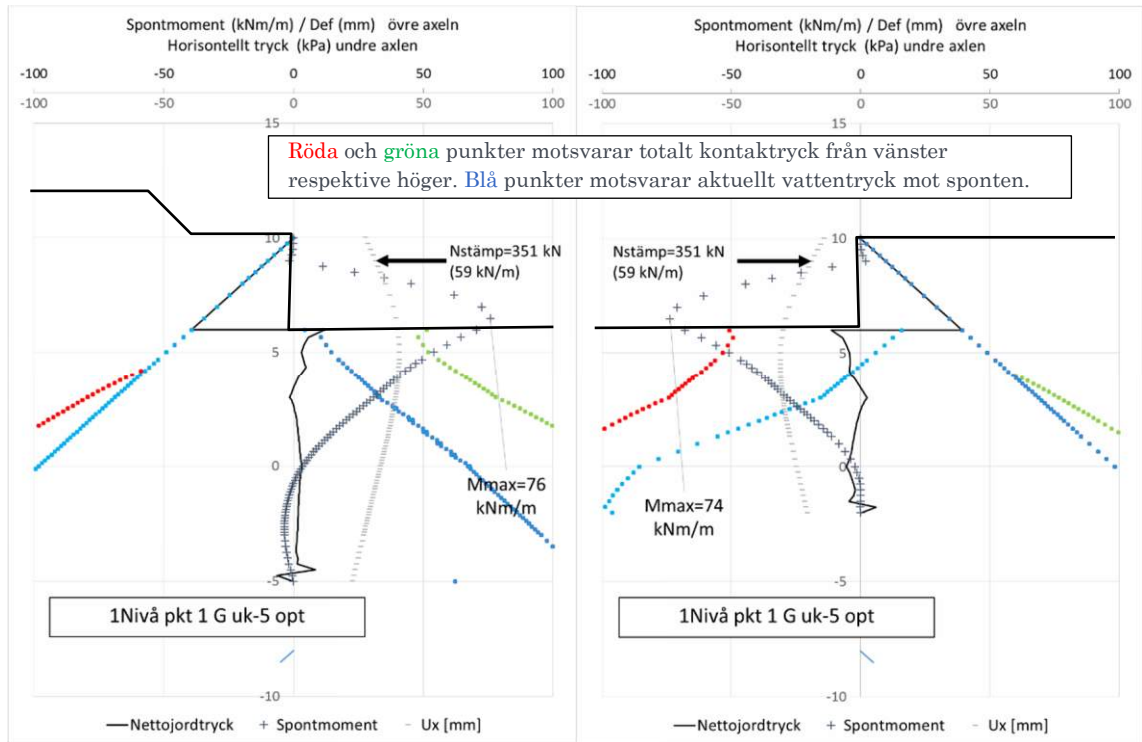 Spontmoment (kNm/m) / Def (mm) övre axeln
Horisontellt tryck (kPa) undre axlen
-100 -50 0 50 100
-100 -50 0 50 100
15
10
5
0
-5
-10
Nstämp=351 kN
(59 kN/m)
Mmax=76
kNm/m
1Nivå pkt 1 G uk-5 opt
Nettojordtryck + Spontmoment - Ux [mm]
Röda och gröna punkter motsvarar totalt kontaktryck från vänster
respektive höger. Blå punkter motsvarar aktuellt vattentryck mot sponten.
Spontmoment (kNm/m) / Def (mm) övre axeln
Horisontellt tryck (kPa) undre axlen
-100 -50 0 50 100
-100 -50 0 50 100
15
10
5
0
-5
-10
Nstämp=351 kN
(59 kN/m)
Mmax=74
kNm/m
1Nivå pkt 1 G uk-5 opt
Nettojordtryck + Spontmoment - Ux [mm]